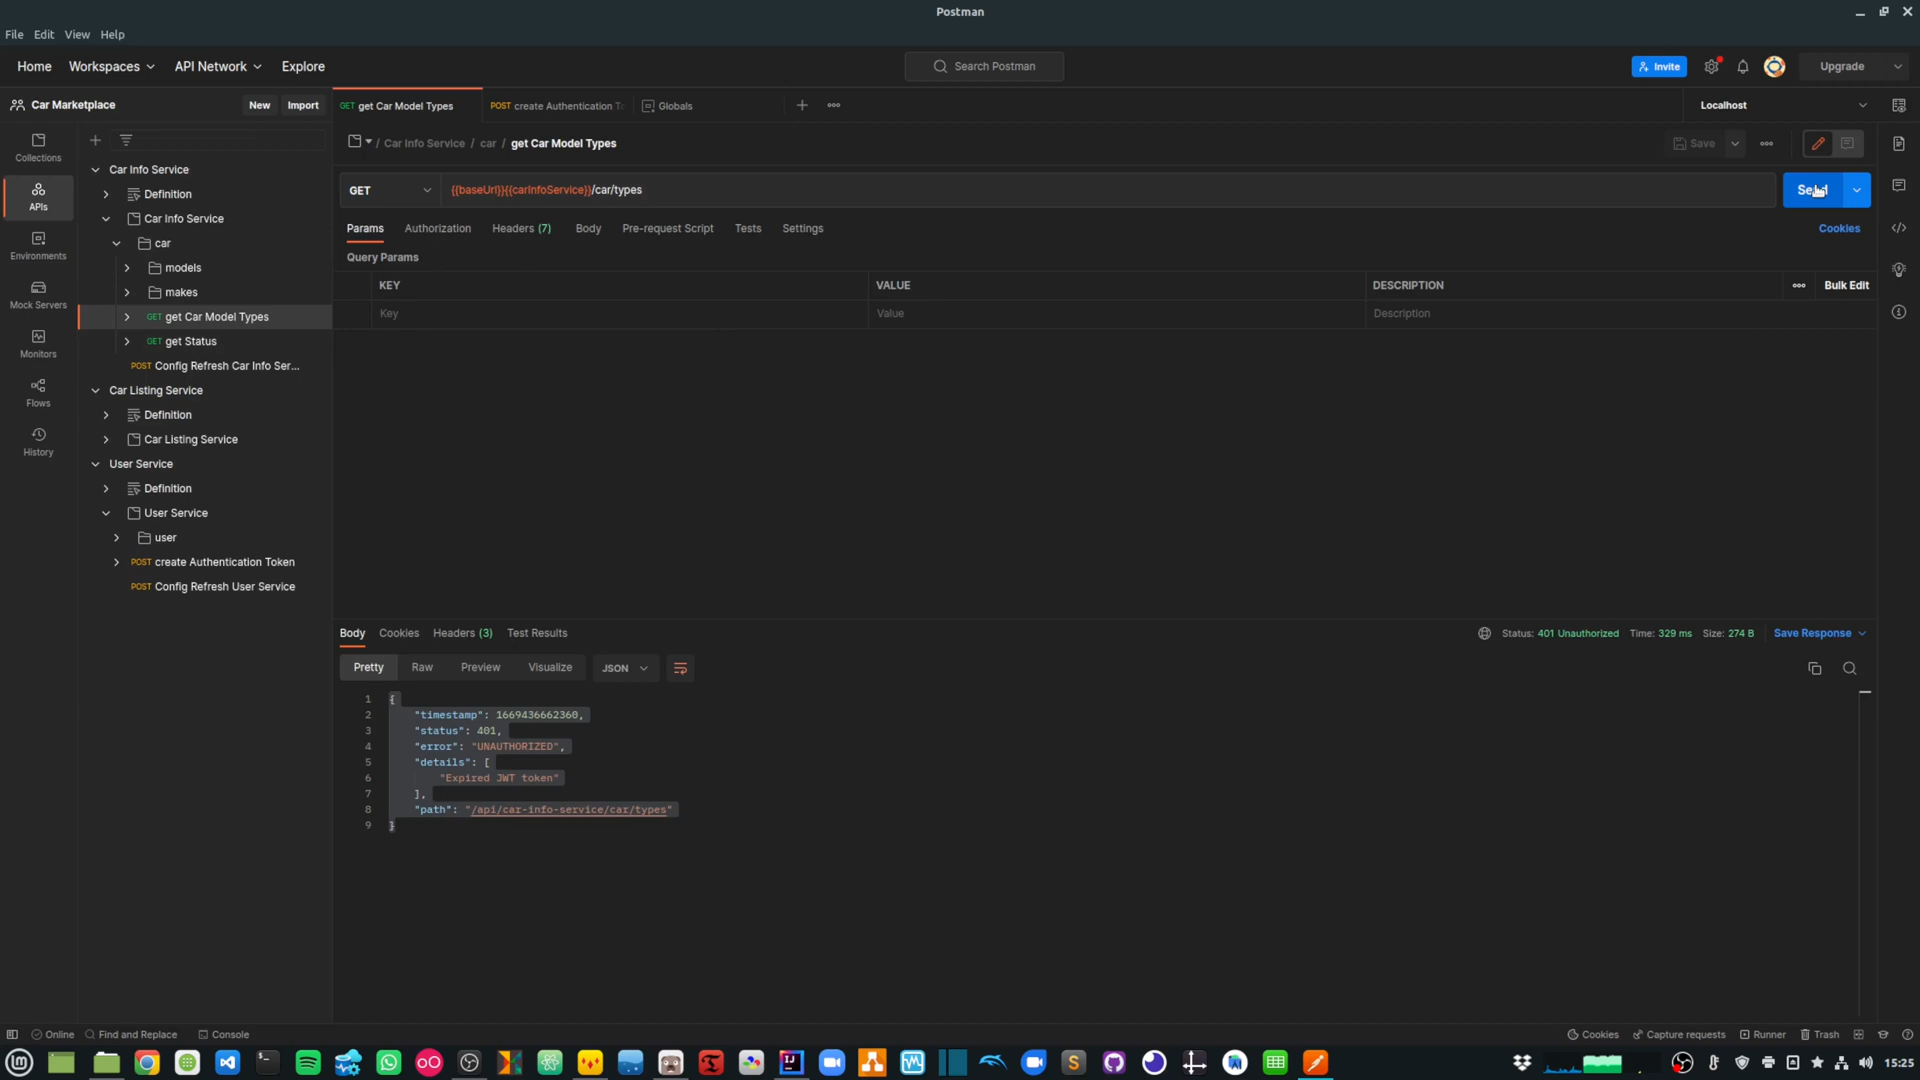 Postman
File Edit View Help
Home Workspaces API Network Explore Search Postman Invite Upgrade
Car Marketplace New Import GET get Car Model Types POST create Authentication To Globals Localhost
Collections
APIs
Environments
Mock Servers
Monitors
Flows
History
Car Info Service
Definition
Car Info Service
car
models
makes
GET get Car Model Types
GET get Status
POST Config Refresh Car Info Ser...
Car Listing Service
Definition
Car Listing Service
User Service
Definition
User Service
user
POST create Authentication Token
POST Config Refresh User Service
/ Car Info Service / car / get Car Model Types Save
GET {{baseUrl}}{{carInfoService}}/car/types Send
Params Authorization Headers (7) Body Pre-request Script Tests Settings Cookies
Query Params
KEY VALUE DESCRIPTION Bulk Edit
Key Value Description
Body Cookies Headers (3) Test Results Status: 401 Unauthorized Time: 329 ms Size: 274 B Save Response
Pretty Raw Preview Visualize JSON
1 {
2 "timestamp": 1669436662360,
3 "status": 401,
4 "error": "UNAUTHORIZED",
5 "details": [
6 "Expired JWT token"
7 ],
8 "path": "/api/car-info-service/car/types"
9 }
Online Find and Replace Console Cookies Capture requests Runner Trash
15:25